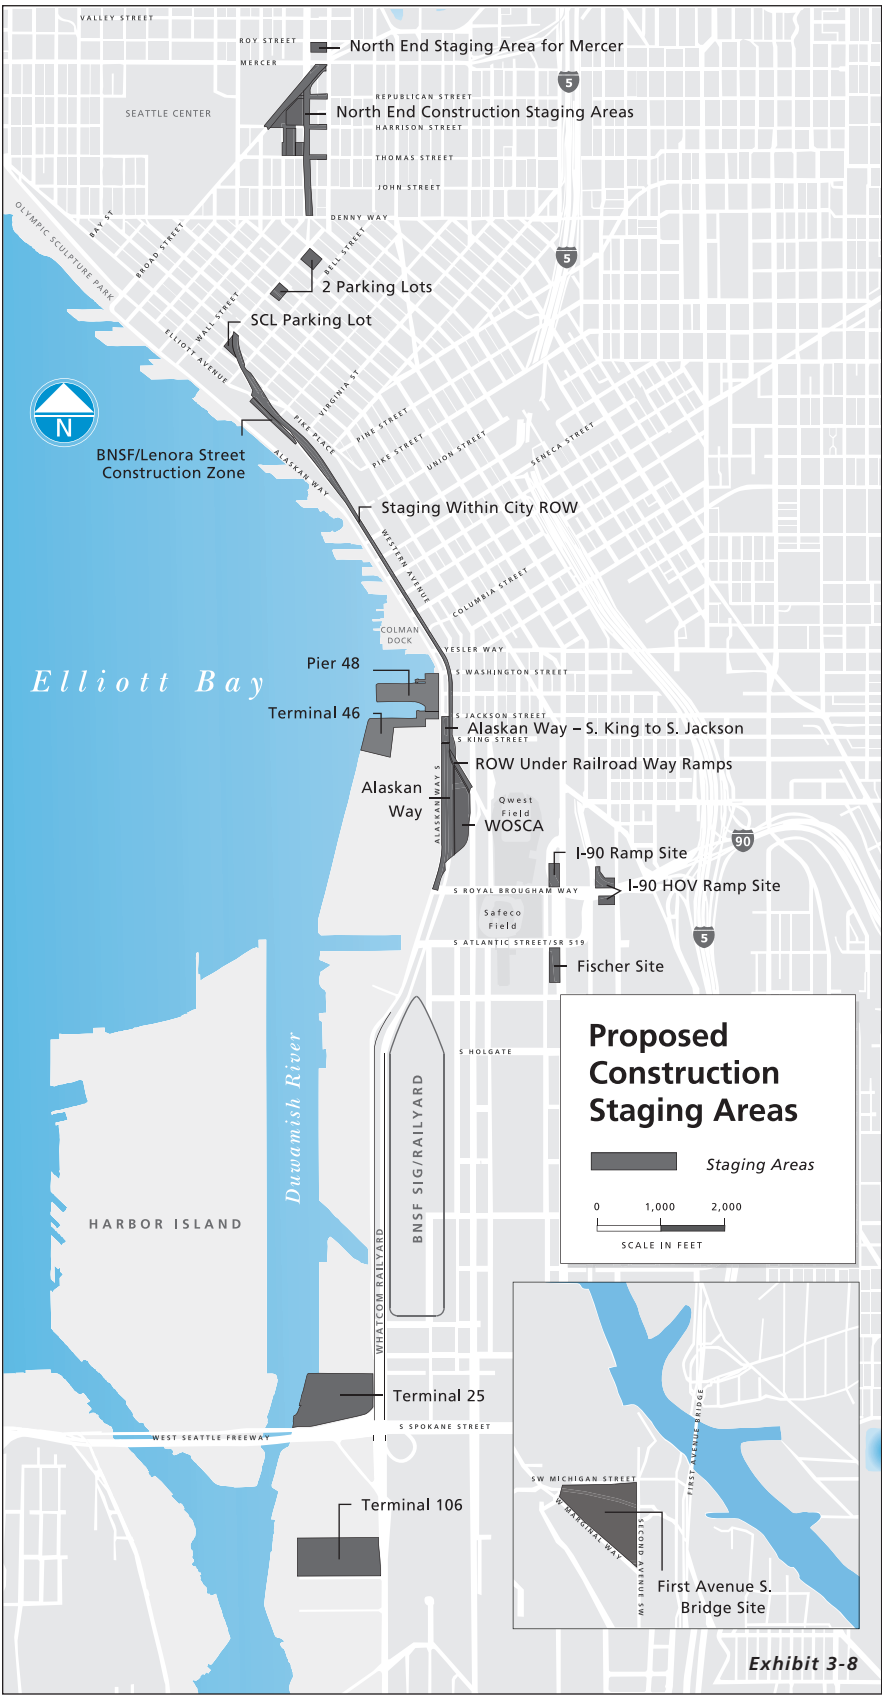 VALLEY STREET
ROY STREET
North End Staging Area for Mercer
MERCER
5
REPUBLICAN STREET
SEATTLE CENTER
North End Construction Staging Areas
HARRISON STREET
THOMAS STREET
JOHN STREET
OLYMPIC SCULPTURE PARK
BAY ST
DENNY WAY
BROAD STREET
BELL STREET
5
2 Parking Lots
WALL STREET
SCL Parking Lot
ELLIOTT AVENUE
VIRGINIA ST
N
PIKE PLACE
PINE STREET
PIKE STREET
UNION STREET
SENECA STREET
BNSF/Lenora Street
Construction Zone
ALASKAN WAY
Staging Within City ROW
WESTERN AVENUE
COLUMBIA STREET
COLMAN
DOCK
YESLER WAY
Pier 48
S WASHINGTON STREET
Elliott Bay
Terminal 46
S JACKSON STREET
Alaskan Way – S. King to S. Jackson
S KING STREET
ROW Under Railroad Way Ramps
Alaskan
Way
ALASKAN WAY S
Qwest
Field
WOSCA
90
I-90 Ramp Site
S ROYAL BROUGHAM WAY
I-90 HOV Ramp Site
Safeco
Field
5
S ATLANTIC STREET/SR 519
Fischer Site
Proposed
Construction
Staging Areas
Staging Areas
0 1,000 2,000
SCALE IN FEET
S HOLGATE
Duwamish River
BNSF SIG/RAILYARD
HARBOR ISLAND
WHATCOM RAILYARD
Terminal 25
S SPOKANE STREET
WEST SEATTLE FREEWAY
Terminal 106
FIRST AVENUE BRIDGE
SW MICHIGAN STREET
W MARGINAL WAY
SECOND AVENUE SW
First Avenue S.
Bridge Site
Exhibit 3-8